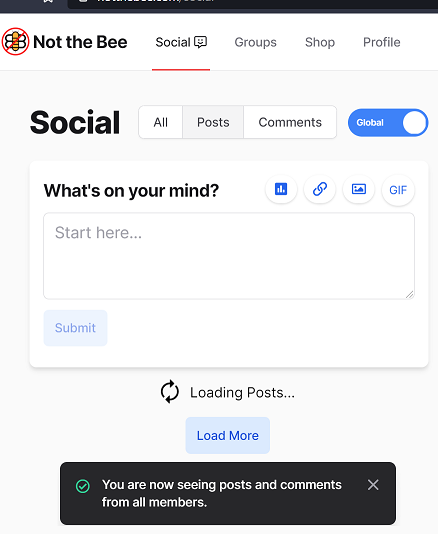 Not the Bee
Social Groups Shop Profile
Social All Posts Comments Global
What's on your mind? GIF
Start here...
Submit
Loading Posts...
Load More
You are now seeing posts and comments
from all members.